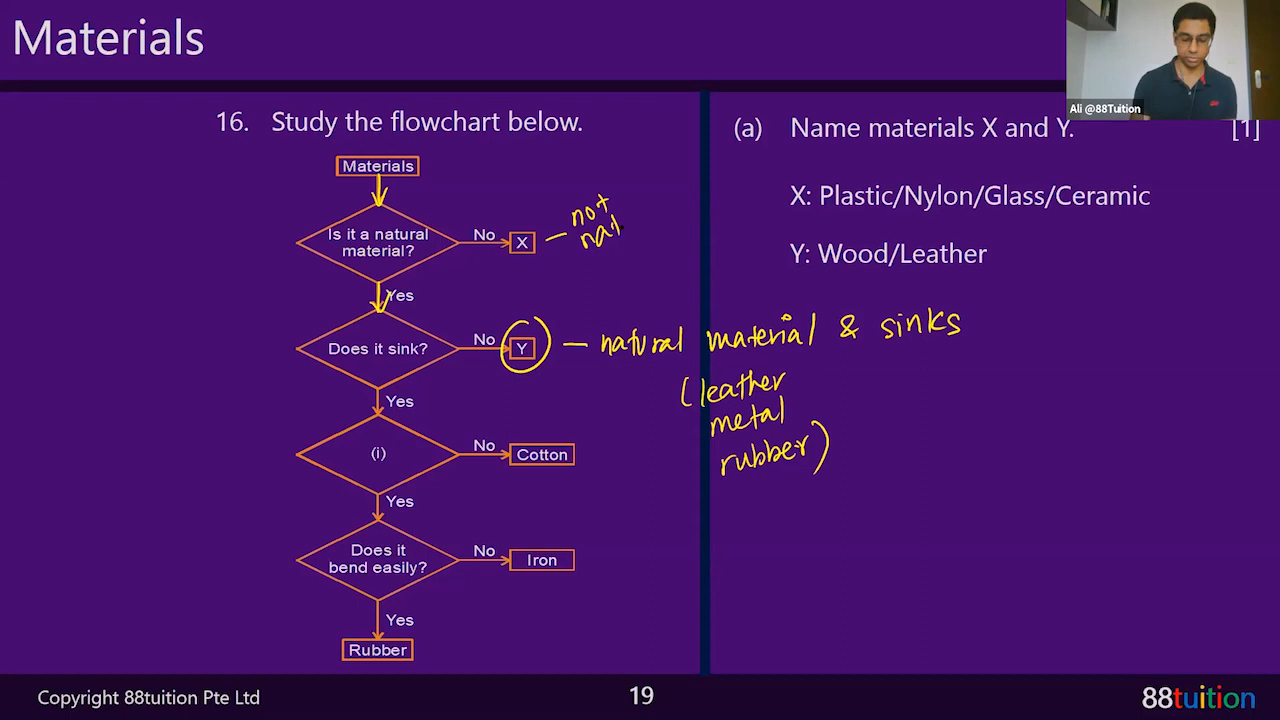 Materials
Ali @88Tuition
16. Study the flowchart below.
Materials
Is it a natural
material?
No
X
not
Yes
Does it sink?
No
Y
natural material & sinks
(leather
metal
rubber)
Yes
(i)
No
Cotton
Yes
Does it
bend easily?
No
Iron
Yes
Rubber
(a) Name materials X and Y. [1]
X: Plastic/Nylon/Glass/Ceramic
Y: Wood/Leather
Copyright 88tuition Pte Ltd
19
88tuition